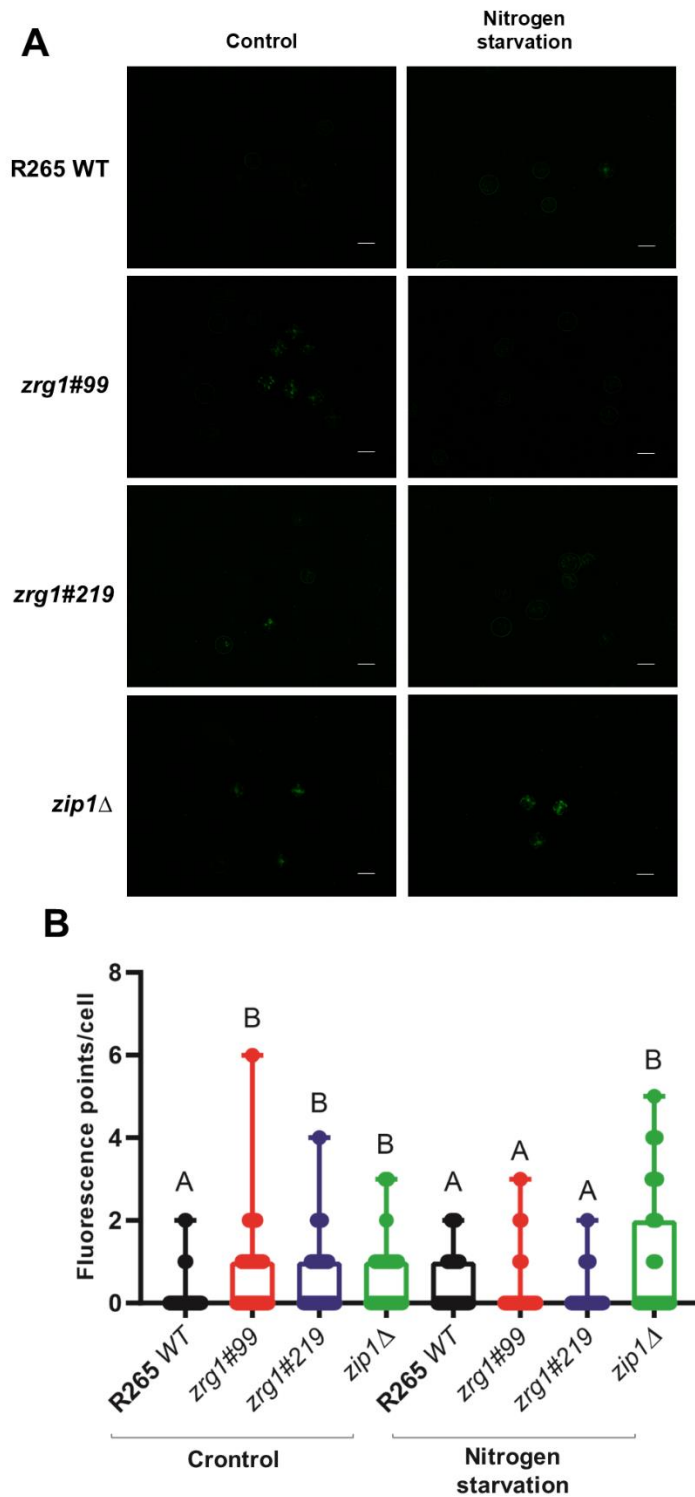 A
Control
Nitrogen
starvation
R265 WT
zrg1#99
zrg1#219
zip1Δ
B
Fluorescence points/cell
8
6
4
2
0
A
B
B
B
A
A
A
B
R265 WT
zrg1#99
zrg1#219
zip1Δ
R265 WT
zrg1#99
zrg1#219
zip1Δ
Crontrol
Nitrogen
starvation